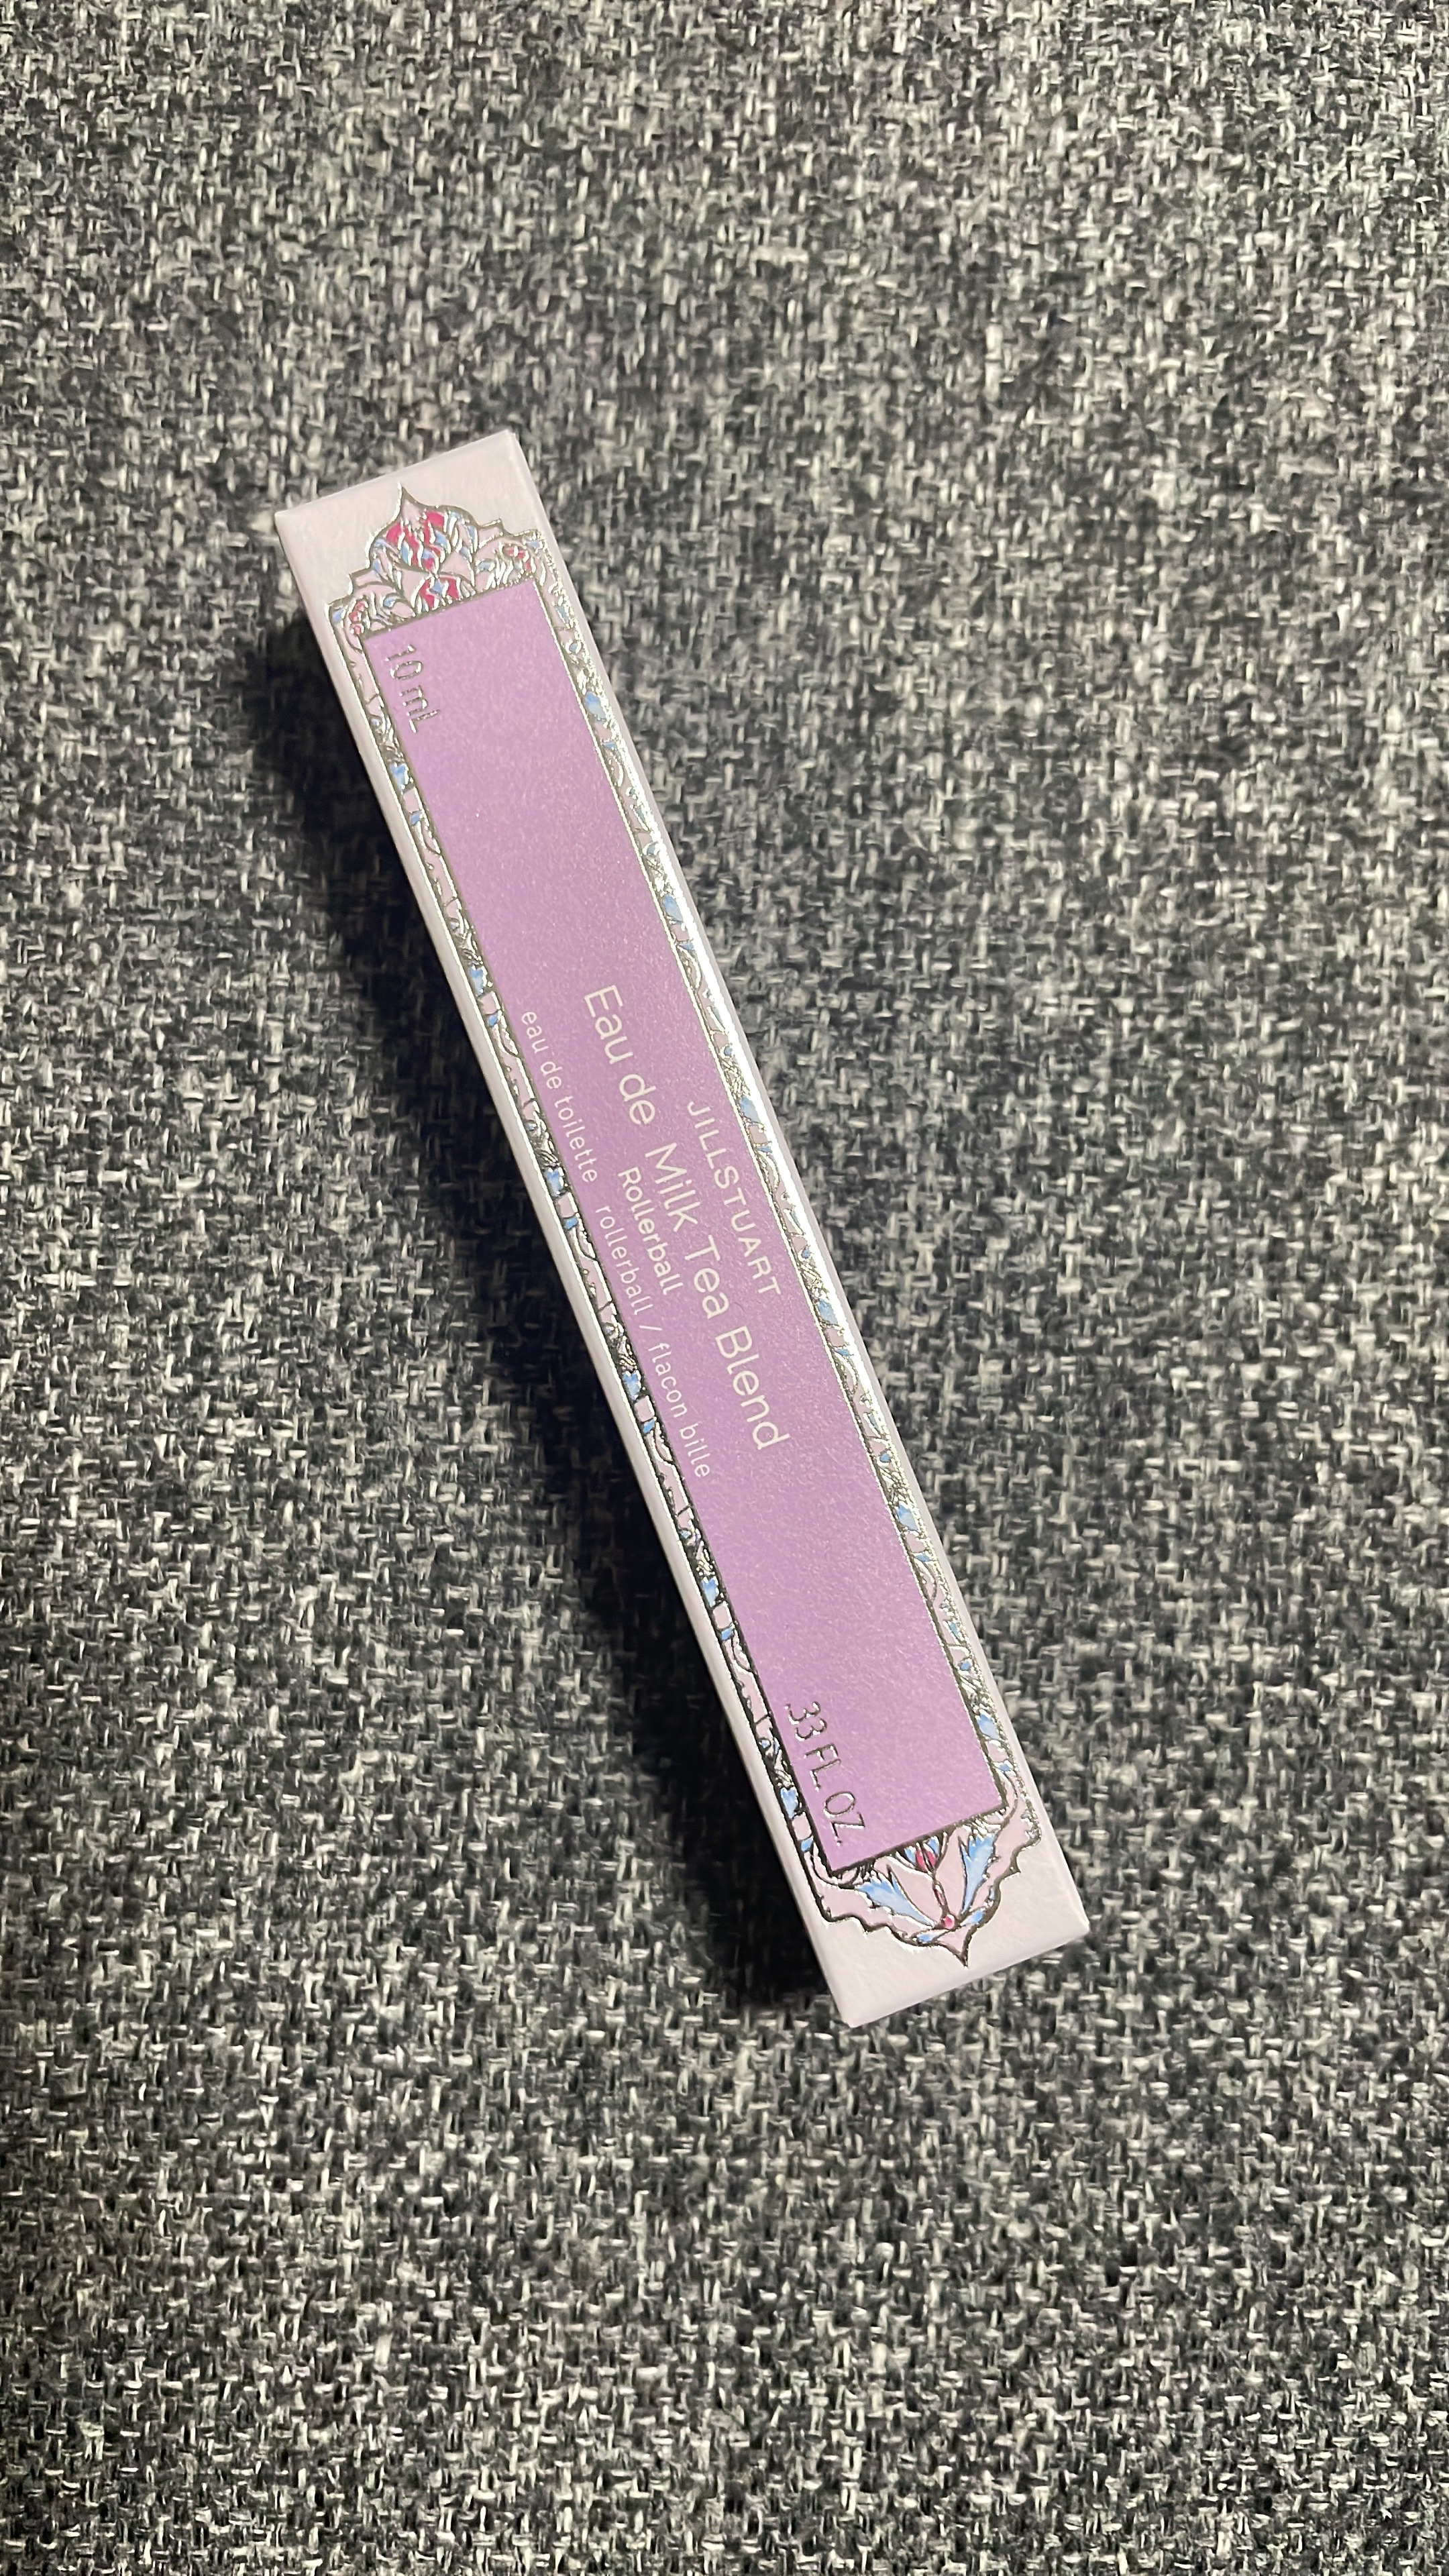 JILLSTUART
Eau de Milk Tea Blend
Rollerball
eau de toilette rollerball / flacon bille
10 mL
.33 FL. OZ.